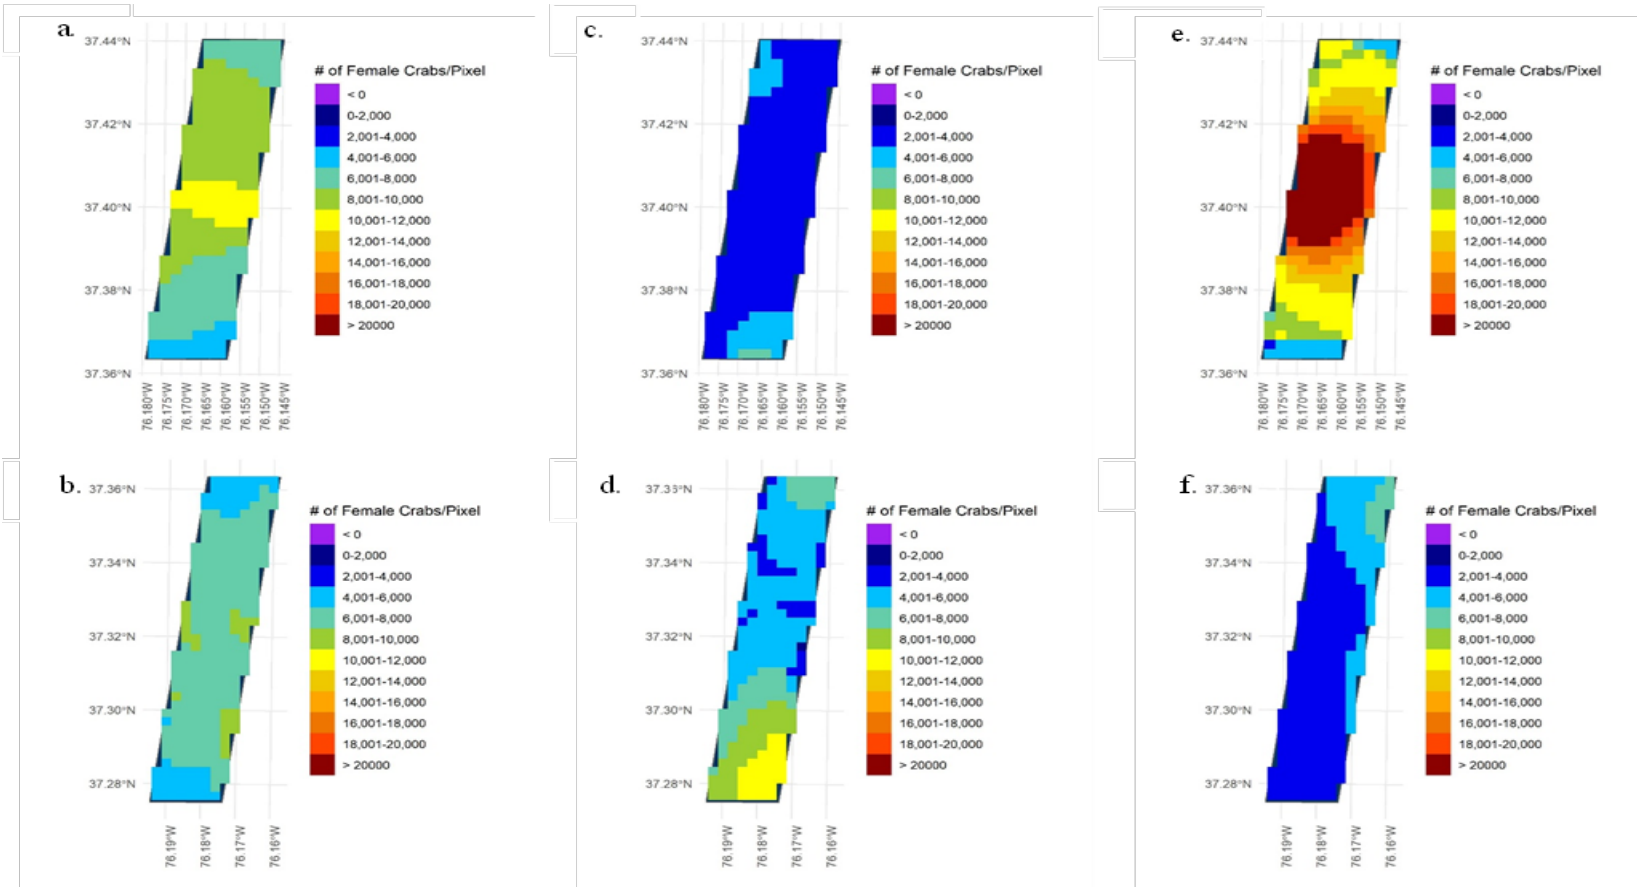 a.
37.44°N
37.42°N
37.40°N
37.38°N
37.36°N
76.180°W
76.175°W
76.170°W
76.165°W
76.160°W
76.155°W
76.150°W
76.145°W
# of Female Crabs/Pixel
< 0
0-2,000
2,001-4,000
4,001-6,000
6,001-8,000
8,001-10,000
10,001-12,000
12,001-14,000
14,001-16,000
16,001-18,000
18,001-20,000
> 20000
c.
37.44°N
37.42°N
37.40°N
37.38°N
37.36°N
76.180°W
76.175°W
76.170°W
76.165°W
76.160°W
76.155°W
76.150°W
76.145°W
# of Female Crabs/Pixel
< 0
0-2,000
2,001-4,000
4,001-6,000
6,001-8,000
8,001-10,000
10,001-12,000
12,001-14,000
14,001-16,000
16,001-18,000
18,001-20,000
> 20000
e.
37.44°N
37.42°N
37.40°N
37.38°N
37.36°N
76.180°W
76.175°W
76.170°W
76.165°W
76.160°W
76.155°W
76.150°W
76.145°W
# of Female Crabs/Pixel
< 0
0-2,000
2,001-4,000
4,001-6,000
6,001-8,000
8,001-10,000
10,001-12,000
12,001-14,000
14,001-16,000
16,001-18,000
18,001-20,000
> 20000
b.
37.36°N
37.34°N
37.32°N
37.30°N
37.28°N
76.19°W
76.18°W
76.17°W
76.16°W
# of Female Crabs/Pixel
< 0
0-2,000
2,001-4,000
4,001-6,000
6,001-8,000
8,001-10,000
10,001-12,000
12,001-14,000
14,001-16,000
16,001-18,000
18,001-20,000
> 20000
d.
37.34°N
37.32°N
37.30°N
37.28°N
76.19°W
76.18°W
76.17°W
76.16°W
# of Female Crabs/Pixel
< 0
0-2,000
2,001-4,000
4,001-6,000
6,001-8,000
8,001-10,000
10,001-12,000
12,001-14,000
14,001-16,000
16,001-18,000
18,001-20,000
> 20000
f.
37.36°N
37.34°N
37.32°N
37.30°N
37.28°N
76.19°W
76.18°W
76.17°W
76.16°W
# of Female Crabs/Pixel
< 0
0-2,000
2,001-4,000
4,001-6,000
6,001-8,000
8,001-10,000
10,001-12,000
12,001-14,000
14,001-16,000
16,001-18,000
18,001-20,000
> 20000